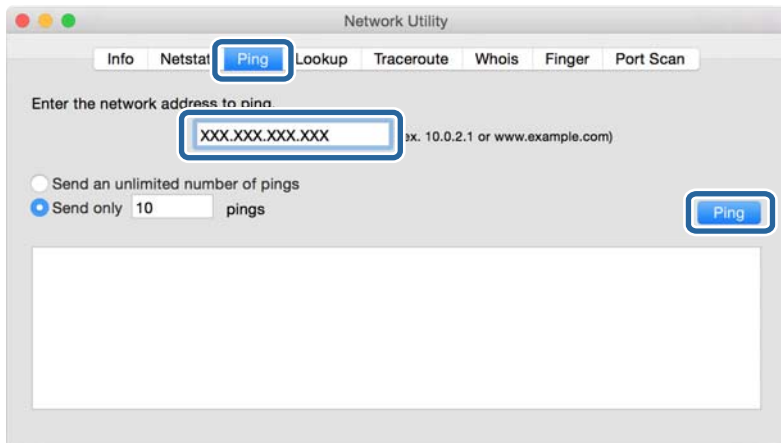 Network Utility
Info Netstat Ping Lookup Traceroute Whois Finger Port Scan
Enter the network address to ping.
XXX.XXX.XXX.XXX ex. 10.0.2.1 or www.example.com)
Send an unlimited number of pings
Send only 10 pings
Ping